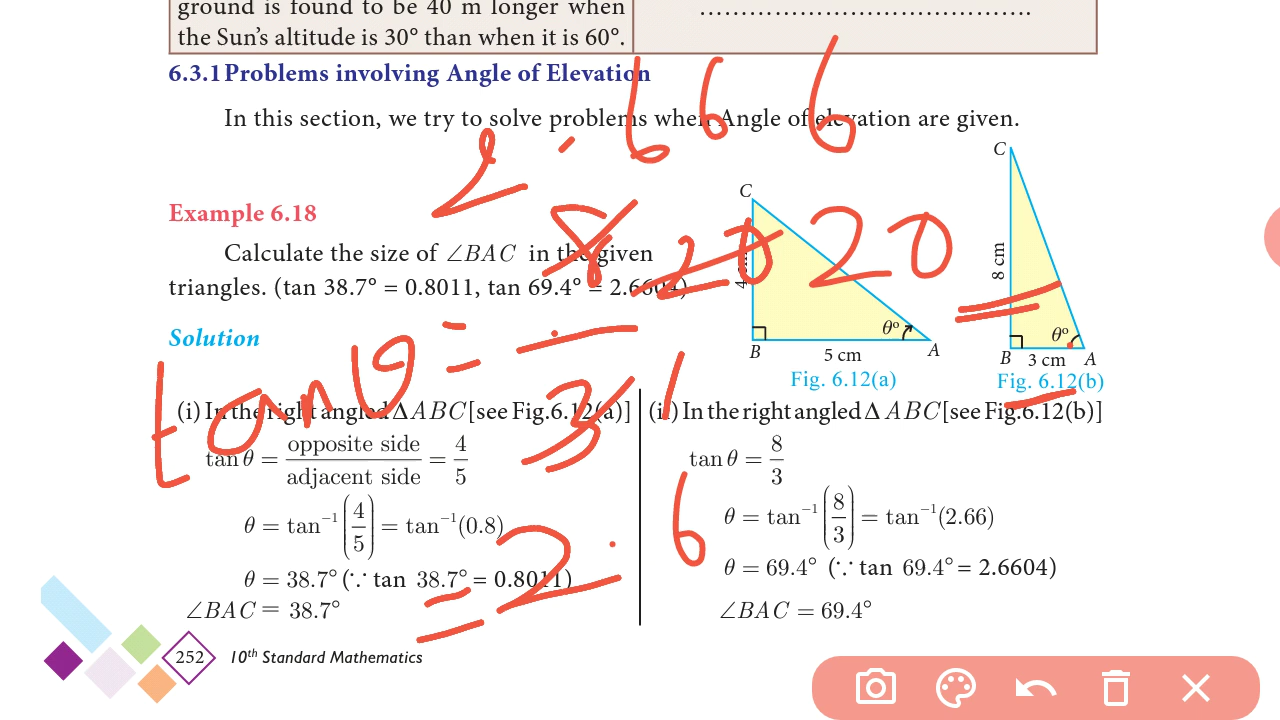 ground is found to be 40 m longer when
the Sun's altitude is 30° than when it is 60°.
.......................................
6.3.1 Problems involving Angle of Elevation
In this section, we try to solve problems when Angle of elevation are given.
2.666
Example 6.18
Calculate the size of ∠BAC in the given
triangles. (tan 38.7° = 0.8011, tan 69.4° = 2.6604)
8 20 20
C
4 cm
θ°
B
5 cm
A
Fig. 6.12(a)
C
8 cm
θ°
B 3 cm A
Fig. 6.12(b)
Solution
tanθ = 8/3
(i) In the right angled Δ ABC [see Fig.6.12(a)]
tan θ = opposite side / adjacent side = 4/5
θ = tan⁻¹(4/5) = tan⁻¹(0.8)
θ = 38.7° (∵ tan 38.7° = 0.8011)
∠BAC = 38.7°
= 2.6
(ii) In the right angled Δ ABC [see Fig.6.12(b)]
tan θ = 8/3
θ = tan⁻¹(8/3) = tan⁻¹(2.66)
θ = 69.4° (∵ tan 69.4° = 2.6604)
∠BAC = 69.4°
252 10th Standard Mathematics